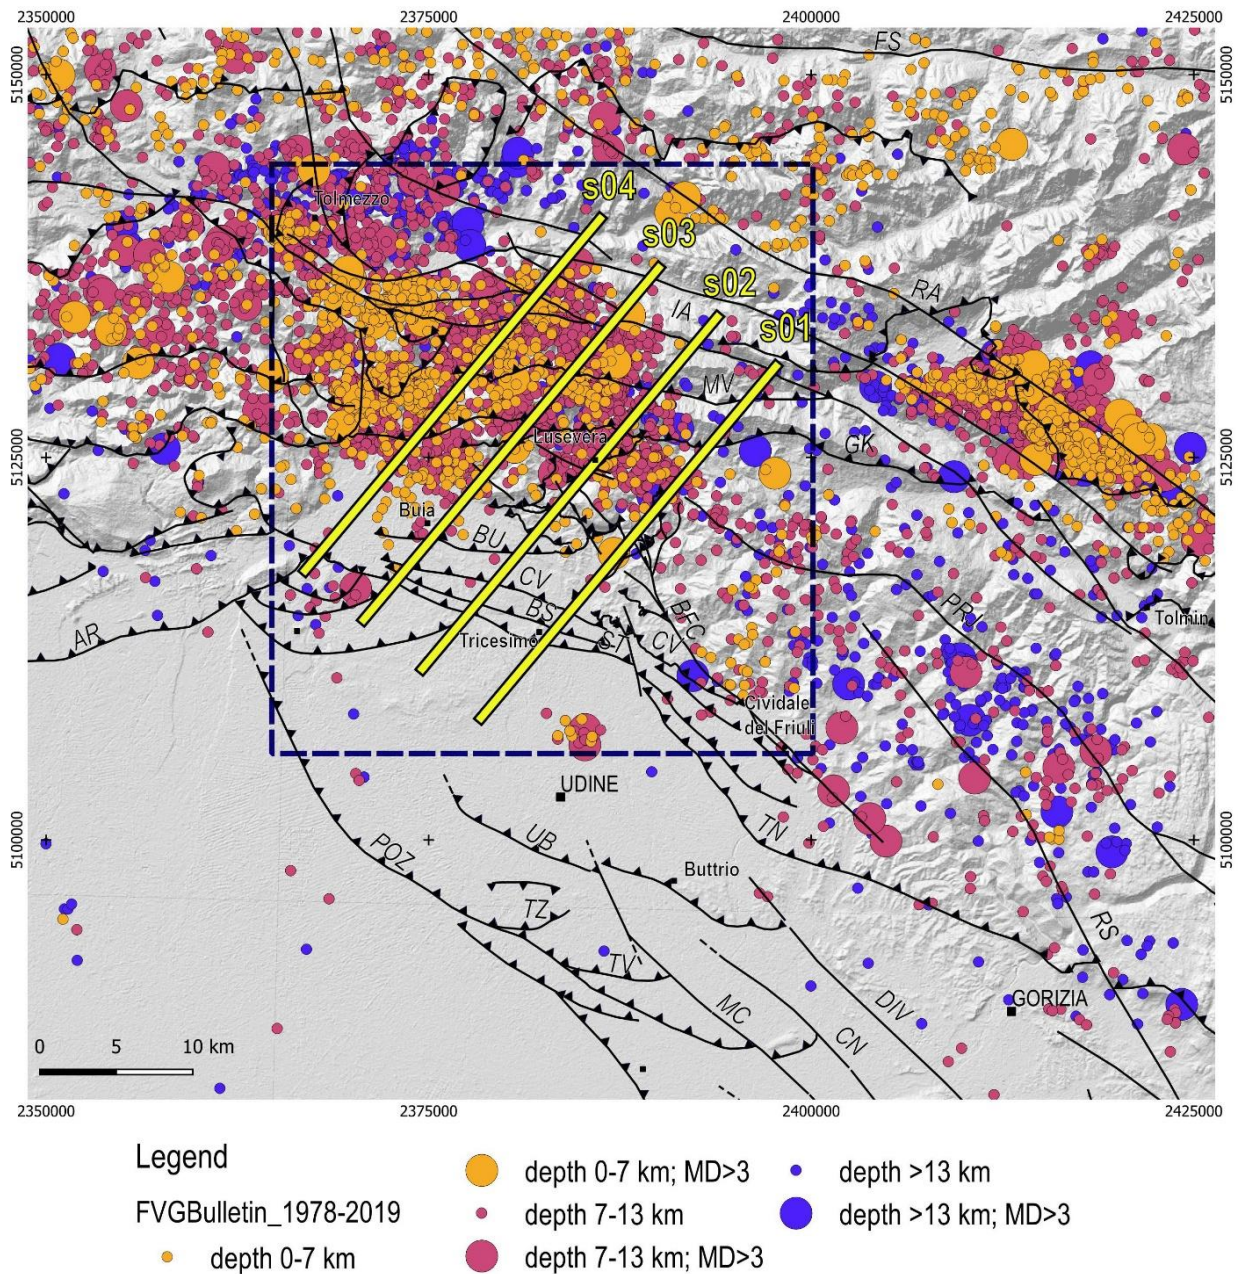 2350000
2375000
2400000
2425000
5150000
FS
5150000
s04
Tolmezzo
s03
RA
s02
IA
s01
MV
5125000
Lusevera
GK
5125000
Buia
BU
CV
BS
BFC
PRJ
Tolmin
AR
Tricesimo
ST
CV
Cividale
del Friuli
UDINE
5100000
POZ
UB
TN
5100000
Buttrio
TZ
RS
TV
GORIZIA
MC
CN
DIV
0 5 10 km
2350000
2375000
2400000
2425000
Legend
FVGBulletin_1978-2019
depth 0-7 km
depth 0-7 km; MD>3
depth 7-13 km
depth 7-13 km; MD>3
depth >13 km
depth >13 km; MD>3